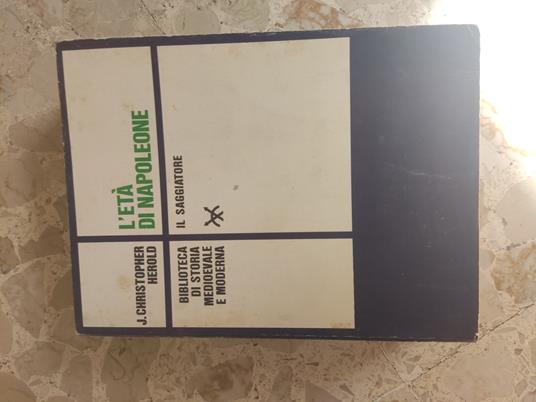 J. CHRISTOPHER
HEROLD
L'ETÀ
DI NAPOLEONE
BIBLIOTECA
DI STORIA
MEDIOEVALE
E MODERNA
IL SAGGIATORE